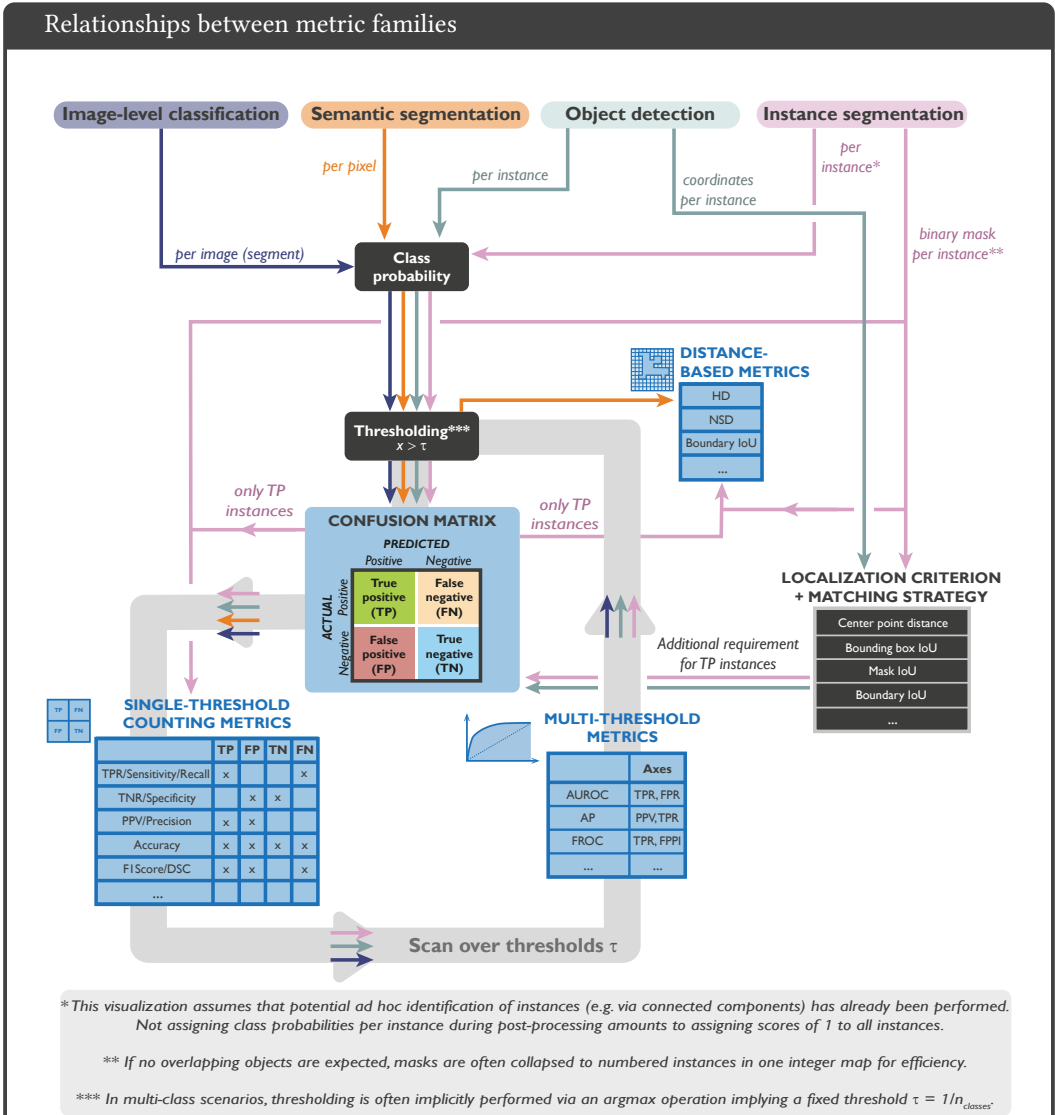 Relationships between metric families
Image-level classification
Semantic segmentation
Object detection
Instance segmentation
per pixel
per instance
coordinates
per instance
per
instance*
binary mask
per instance**
per image (segment)
Class
probability
DISTANCE-
BASED METRICS
HD
NSD
Boundary IoU
...
Thresholding***
x > τ
only TP
instances
only TP
instances
CONFUSION MATRIX
PREDICTED
Positive Negative
ACTUAL
Positive
Negative
True
positive
(TP)
False
negative
(FN)
False
positive
(FP)
True
negative
(TN)
LOCALIZATION CRITERION
+ MATCHING STRATEGY
Center point distance
Bounding box IoU
Mask IoU
Boundary IoU
...
Additional requirement
for TP instances
TP FN
FP TN
SINGLE-THRESHOLD
COUNTING METRICS
TP FP TN FN
TPR/Sensitivity/Recall x x
TNR/Specificity x x
PPV/Precision x x
Accuracy x x x x
F1Score/DSC x x x
...
MULTI-THRESHOLD
METRICS
Axes
AUROC TPR, FPR
AP PPV, TPR
FROC TPR, FPPI
... ...
Scan over thresholds τ
* This visualization assumes that potential ad hoc identification of instances (e.g. via connected components) has already been performed.
Not assigning class probabilities per instance during post-processing amounts to assigning scores of 1 to all instances.
** If no overlapping objects are expected, masks are often collapsed to numbered instances in one integer map for efficiency.
*** In multi-class scenarios, thresholding is often implicitly performed via an argmax operation implying a fixed threshold τ = 1/n_classes.